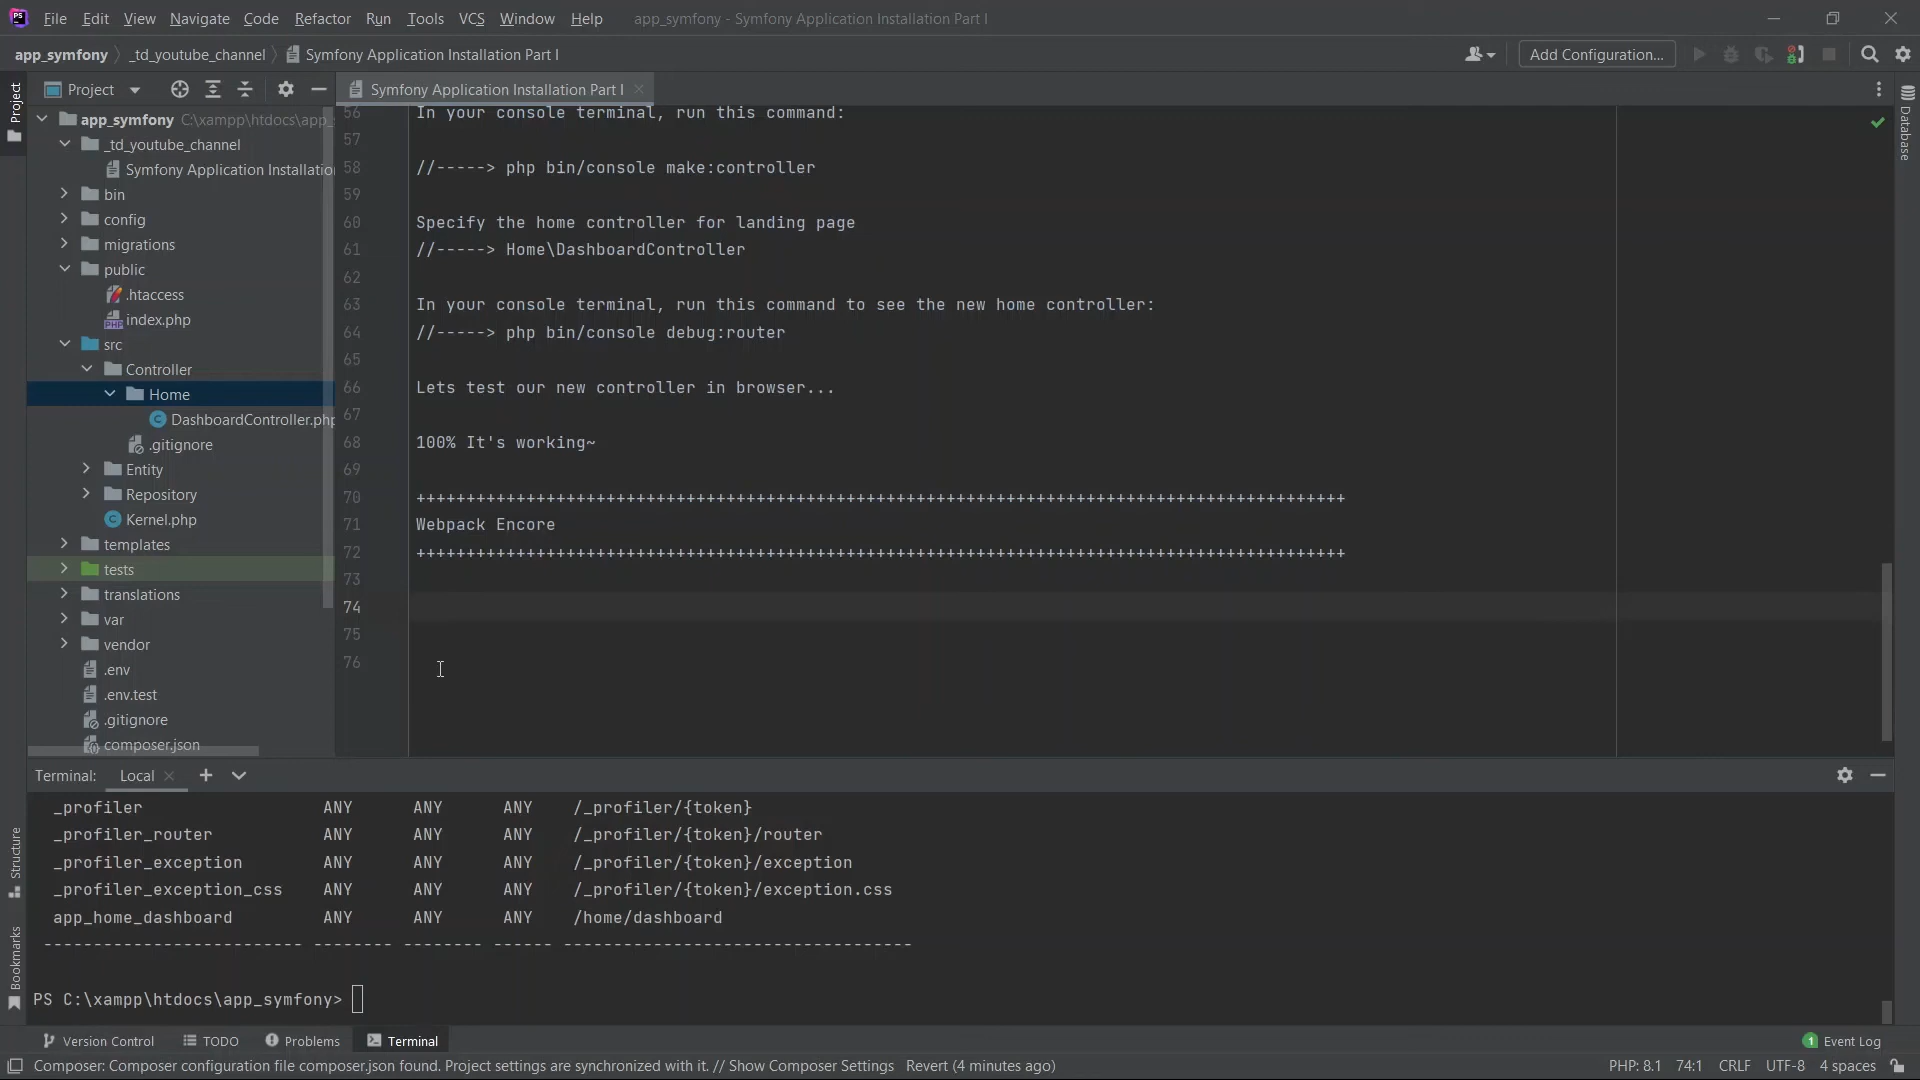 File Edit View Navigate Code Refactor Run Tools VCS Window Help app_symfony - Symfony Application Installation Part I
app_symfony _td_youtube_channel Symfony Application Installation Part I
Add Configuration...
Project
Project
Symfony Application Installation Part I
Database
app_symfony C:\xampp\htdocs\app_
_td_youtube_channel
Symfony Application Installatio
bin
config
migrations
public
.htaccess
index.php
src
Controller
Home
DashboardController.php
.gitignore
Entity
Repository
Kernel.php
templates
tests
translations
var
vendor
.env
.env.test
.gitignore
composer.json
56 In your console terminal, run this command:
57
58 //-----> php bin/console make:controller
59
60 Specify the home controller for landing page
61 //-----> Home\DashboardController
62
63 In your console terminal, run this command to see the new home controller:
64 //-----> php bin/console debug:router
65
66 Lets test our new controller in browser...
67
68 100% It's working~
69
70 +++++++++++++++++++++++++++++++++++++++++++++++++++++++++++++++++++++++++++++++++++++++++++++
71 Webpack Encore
72 +++++++++++++++++++++++++++++++++++++++++++++++++++++++++++++++++++++++++++++++++++++++++++++
73
74
75
76
Terminal: Local
_profiler ANY ANY ANY /_profiler/{token}
_profiler_router ANY ANY ANY /_profiler/{token}/router
_profiler_exception ANY ANY ANY /_profiler/{token}/exception
_profiler_exception_css ANY ANY ANY /_profiler/{token}/exception.css
app_home_dashboard ANY ANY ANY /home/dashboard
-------------------------- -------- -------- ------ -----------------------------------
PS C:\xampp\htdocs\app_symfony>
Structure
Bookmarks
Version Control TODO Problems Terminal
1 Event Log
Composer: Composer configuration file composer.json found. Project settings are synchronized with it. // Show Composer Settings Revert (4 minutes ago)
PHP: 8.1 74:1 CRLF UTF-8 4 spaces